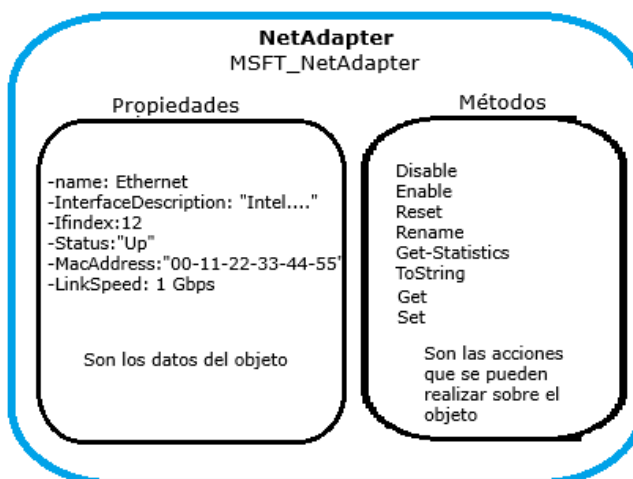 NetAdapter
MSFT_NetAdapter
Propiedades
-name: Ethernet
-InterfaceDescription: "Intel...."
-Ifindex:12
-Status:"Up"
-MacAddress:"00-11-22-33-44-55"
-LinkSpeed: 1 Gbps
Son los datos del objeto
Métodos
Disable
Enable
Reset
Rename
Get-Statistics
ToString
Get
Set
Son las acciones
que se pueden
realizar sobre el
objeto